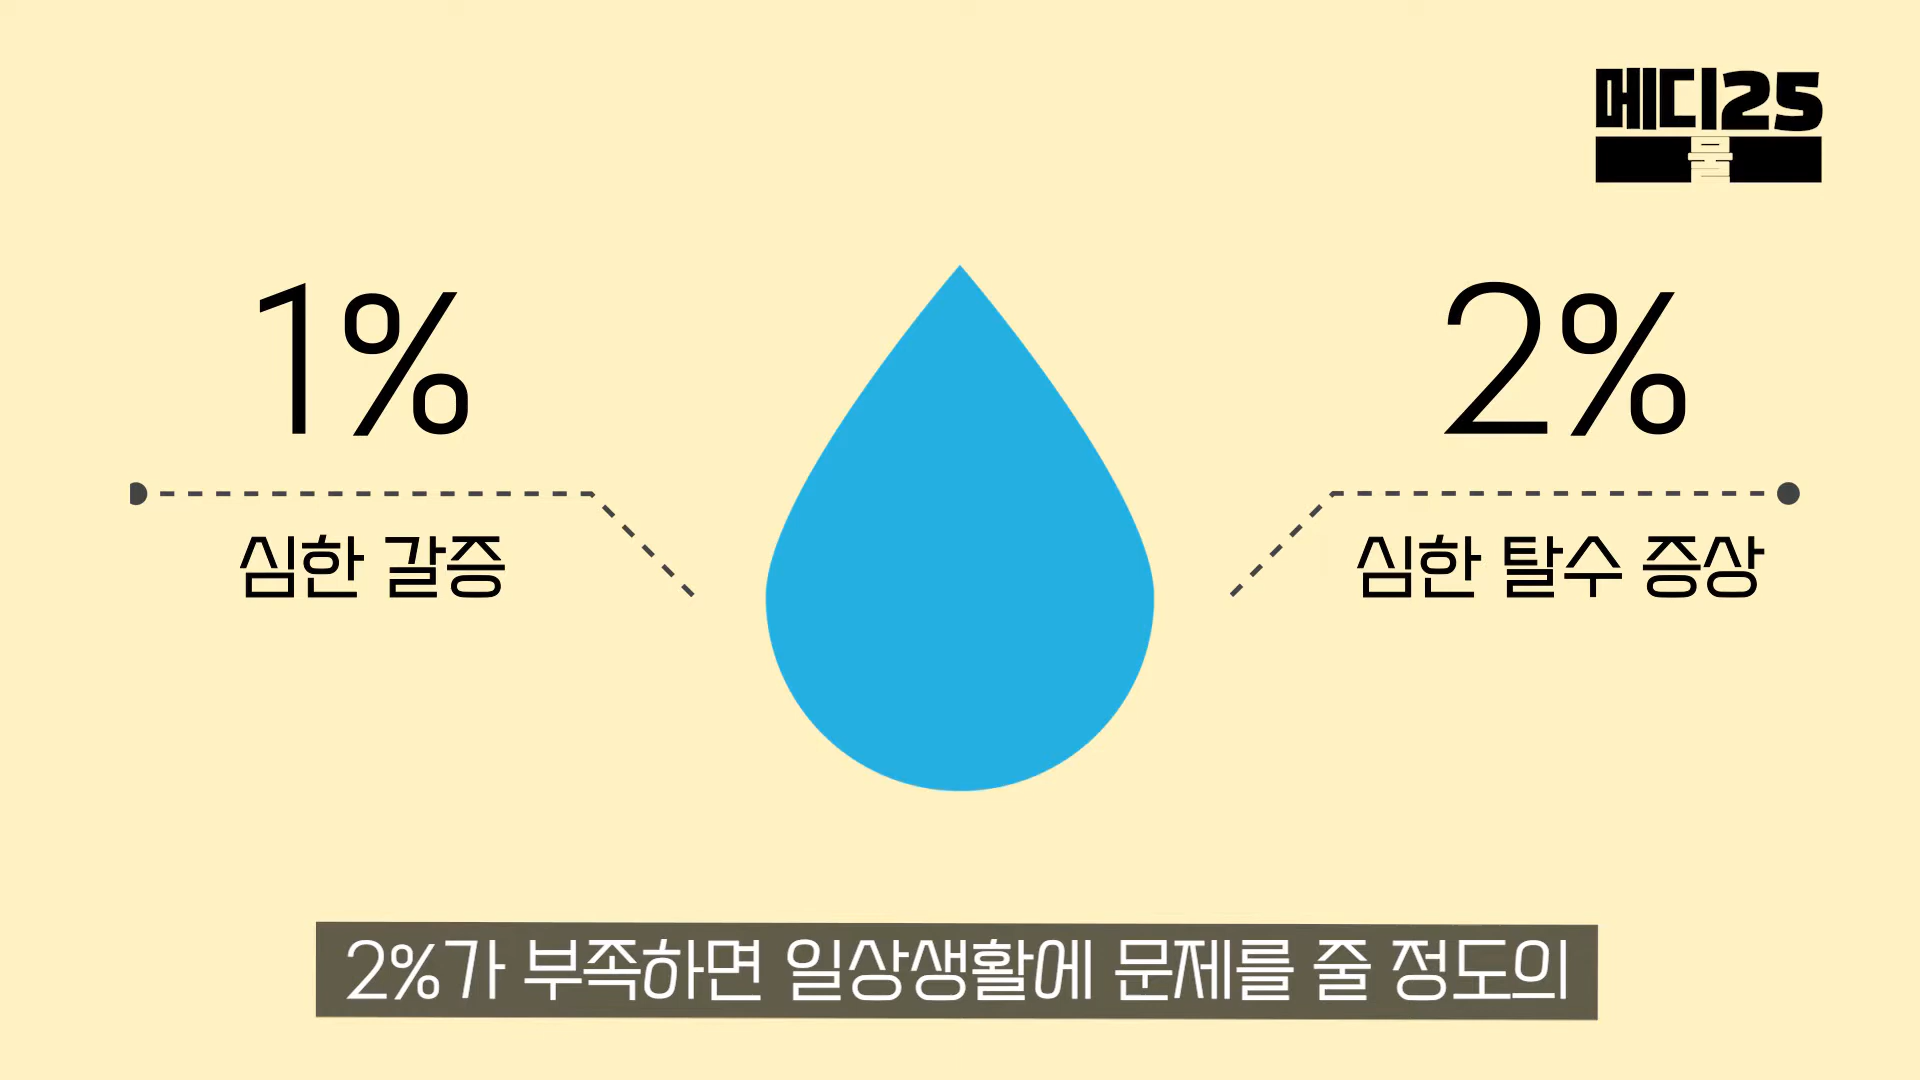 메디25
물
1%
심한 갈증
2%
심한 탈수 증상
2%가 부족하면 일상생활에 문제를 줄 정도의